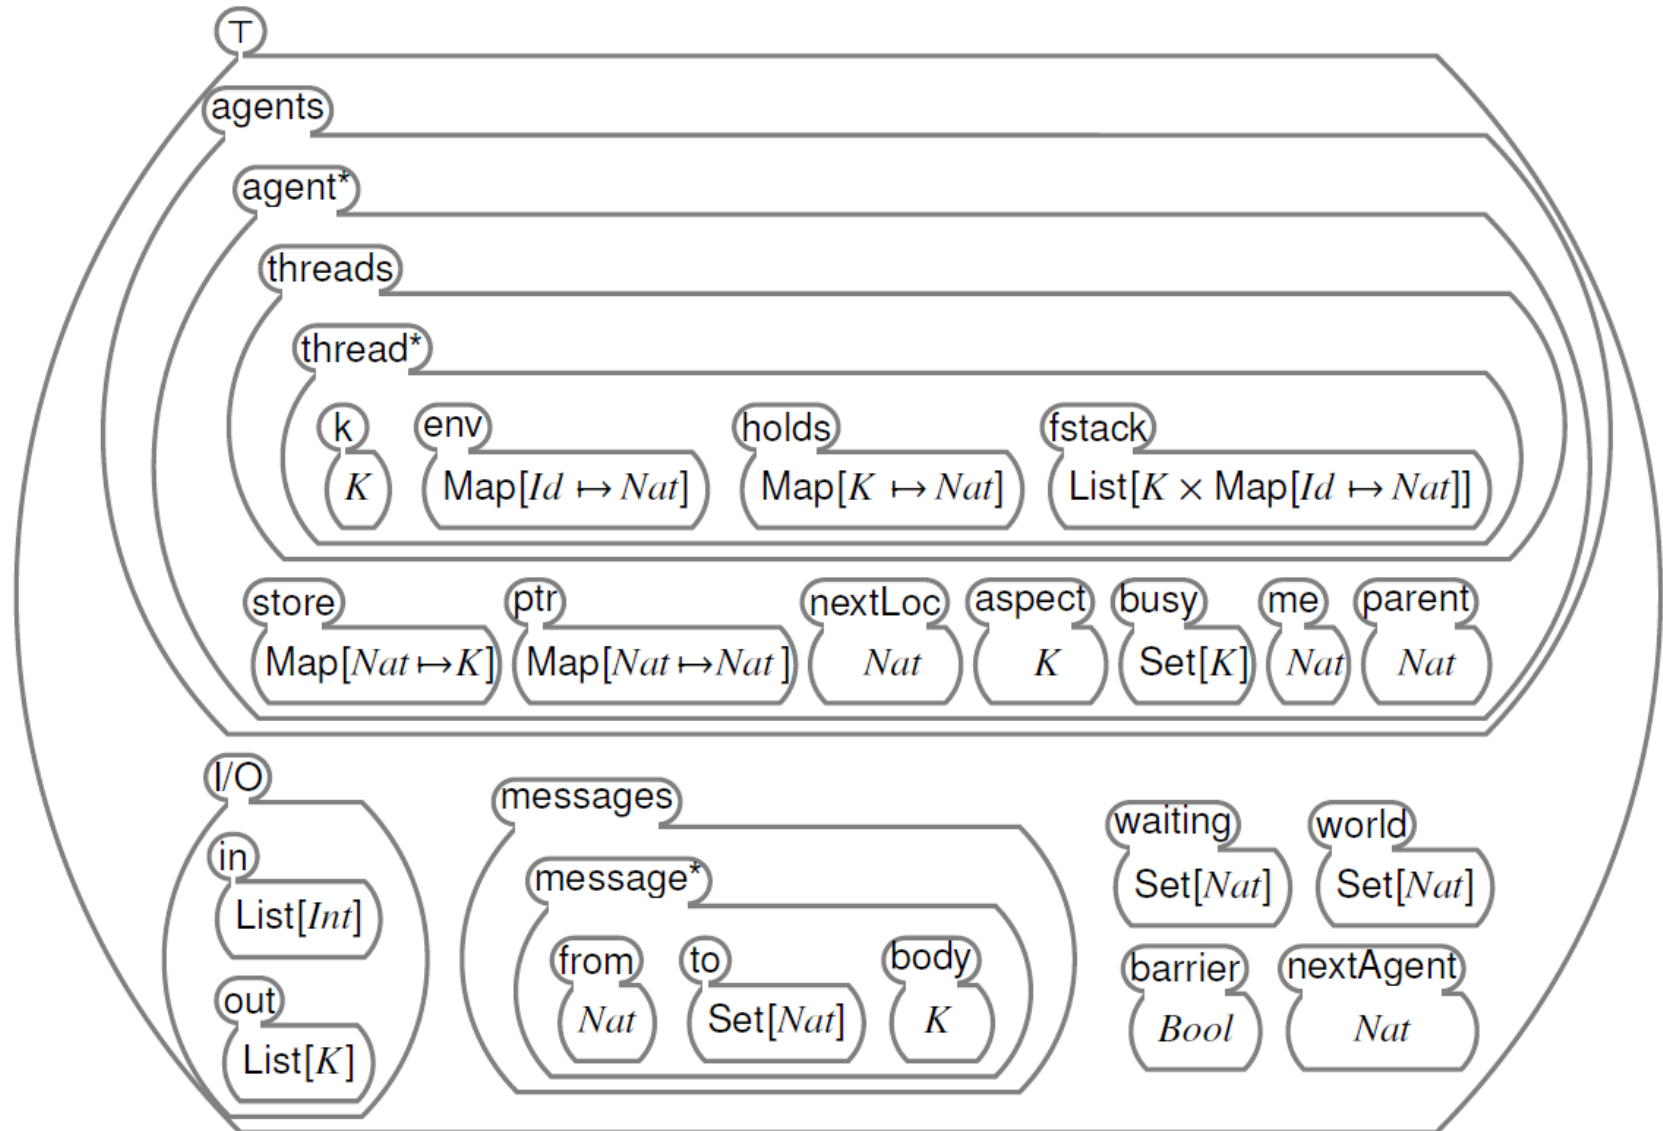 ⊤
agents
agent*
threads
thread*
k env holds fstack
K Map[Id ↦ Nat] Map[K ↦ Nat] List[K × Map[Id ↦ Nat]]
store ptr nextLoc aspect busy me parent
Map[Nat ↦ K] Map[Nat ↦ Nat] Nat K Set[K] Nat Nat
I/O
in
List[Int]
out
List[K]
messages
message*
from to body
Nat Set[Nat] K
waiting world
Set[Nat] Set[Nat]
barrier nextAgent
Bool Nat